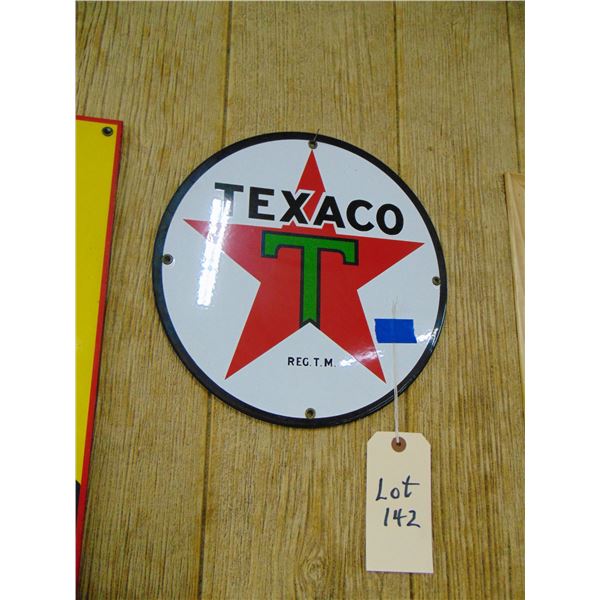 TEXACO
T
REG. T.M.
Lot
142